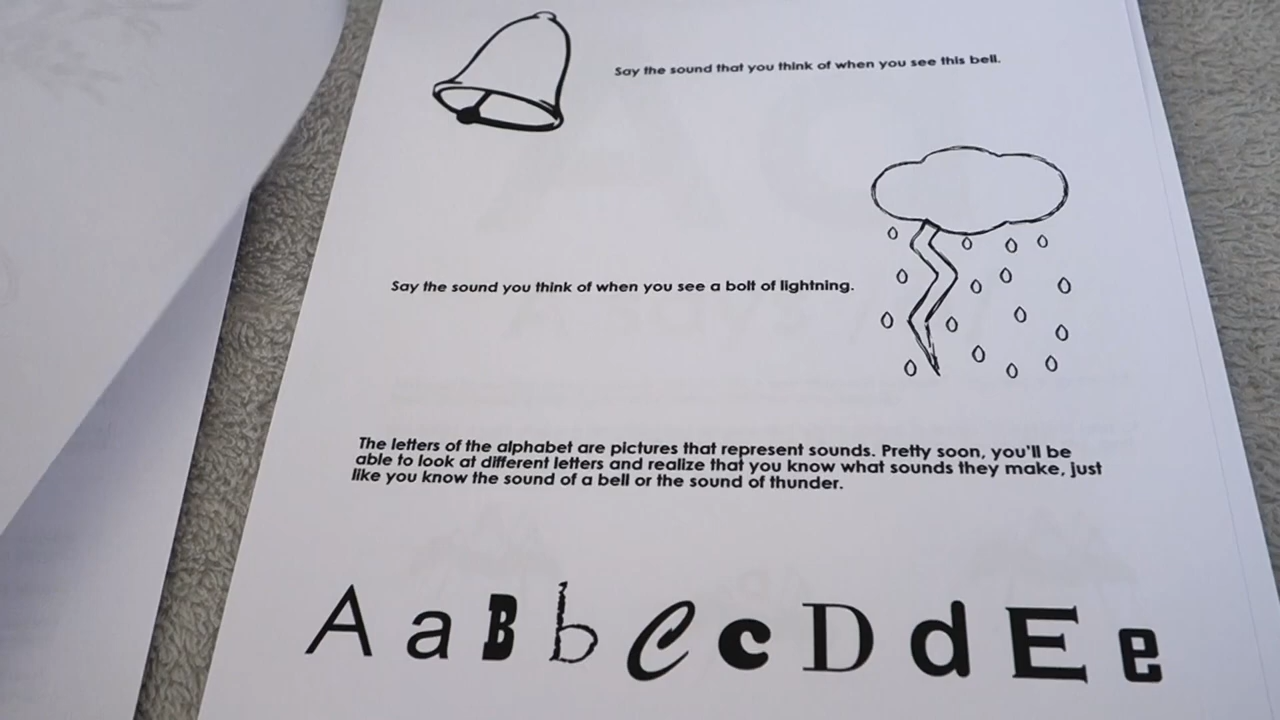 Say the sound that you think of when you see this bell.
Say the sound you think of when you see a bolt of lightning.
The letters of the alphabet are pictures that represent sounds. Pretty soon, you'll be
able to look at different letters and realize that you know what sounds they make, just
like you know the sound of a bell or the sound of thunder.
A a B b C c D d E e